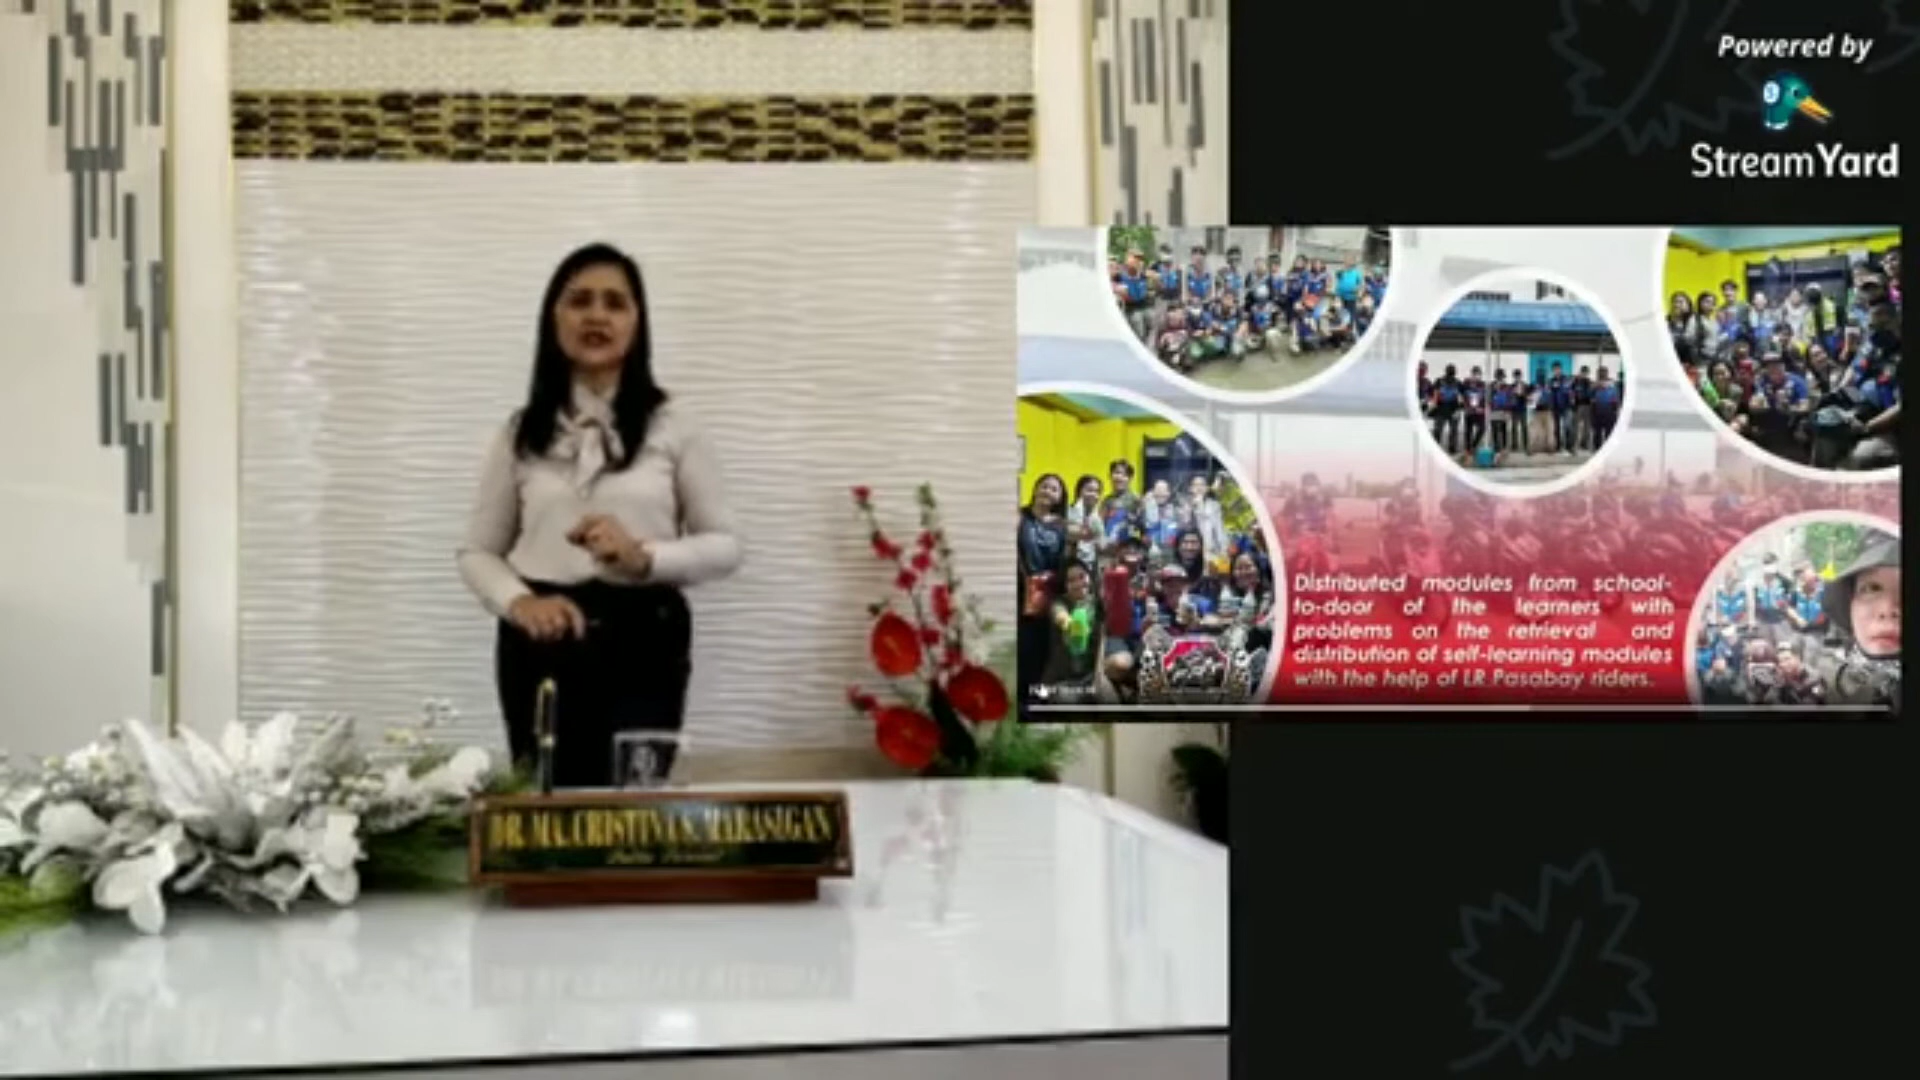 Powered by
StreamYard
Distributed modules from school-
to-door of the learners with
problems on the retrieval and
distribution of self-learning modules
with the help of LR Pasabay riders.
DR. MA. CRISTINA S. MARASIGAN